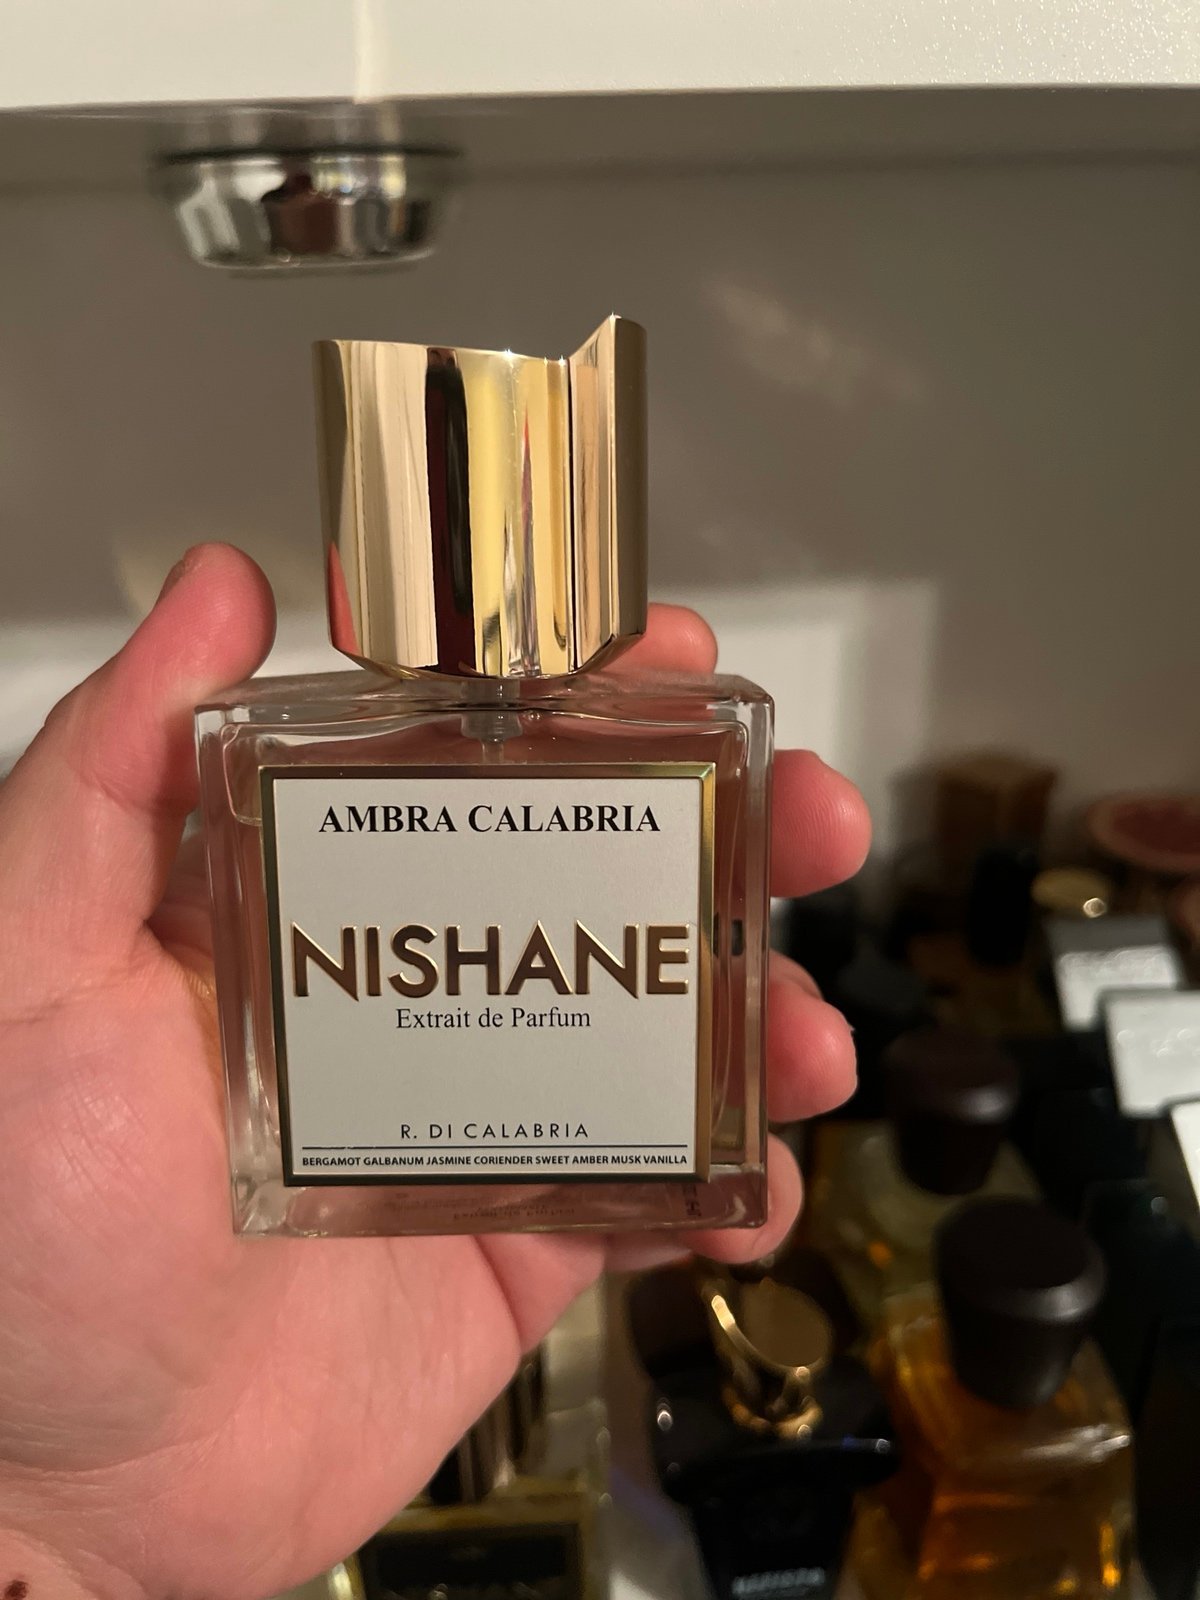 AMBRA CALABRIA
NISHANE
Extrait de Parfum
R. DI CALABRIA
BERGAMOT GALBANUM JASMINE CORIENDER SWEET AMBER MUSK VANILLA